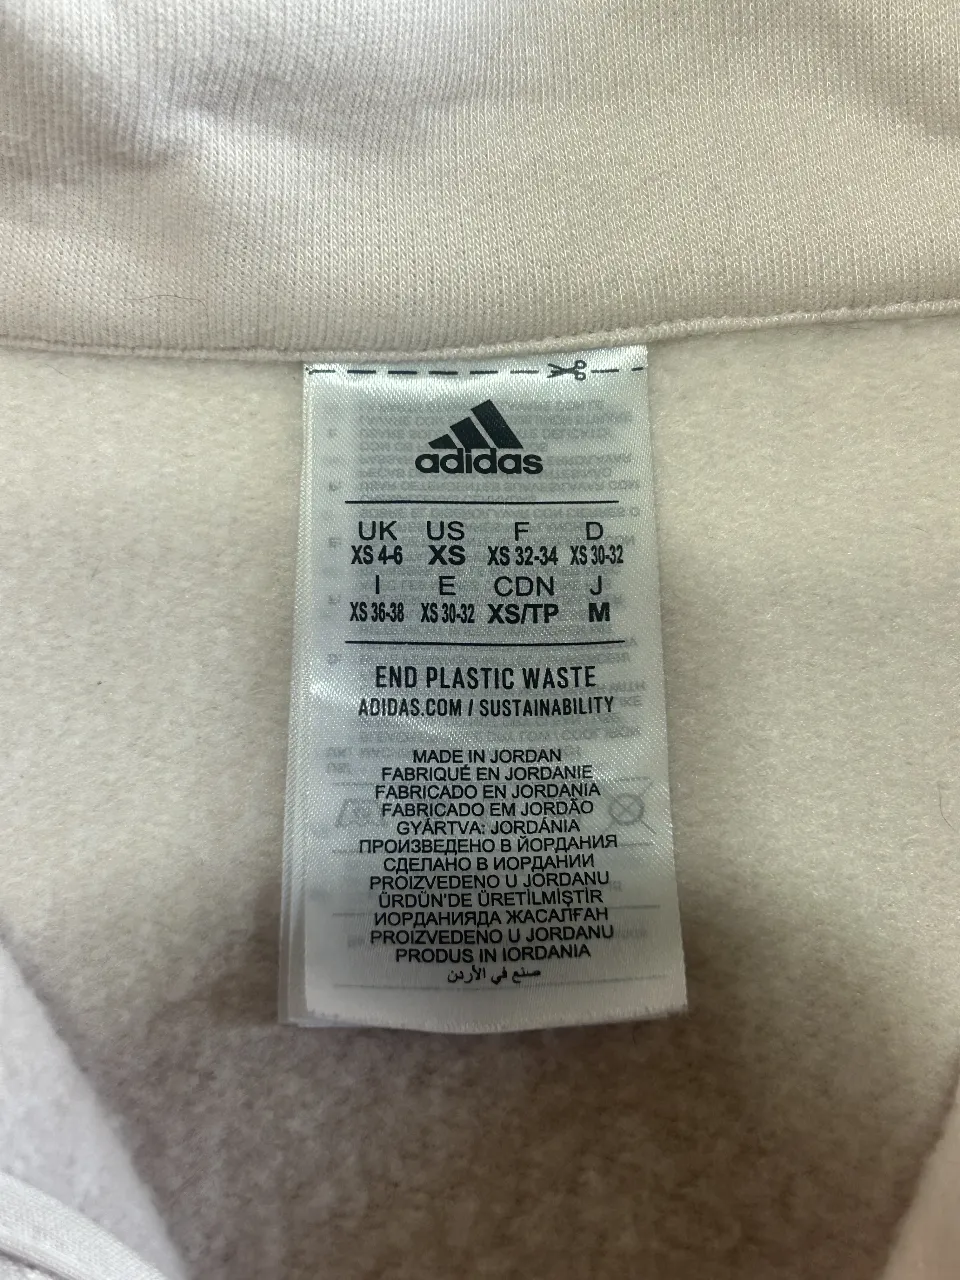 adidas
UK US F D
XS 4-6 XS XS 32-34 XS 30-32
I E CDN J
XS 36-38 XS 30-32 XS/TP M
END PLASTIC WASTE
ADIDAS.COM / SUSTAINABILITY
MADE IN JORDAN
FABRIQUÉ EN JORDANIE
FABRICADO EN JORDANIA
FABRICADO EM JORDÃO
GYÁRTVA: JORDÁNIA
ПРОИЗВЕДЕНО В ЙОРДАНИЯ
СДЕЛАНО В ИОРДАНИИ
PROIZVEDENO U JORDANU
ÜRDÜN'DE ÜRETİLMİŞTİR
ИОРДАНИЯДА ЖАСАЛҒАН
PROIZVEDENO U JORDANU
PRODUS IN IORDANIA
صنع في الأردن